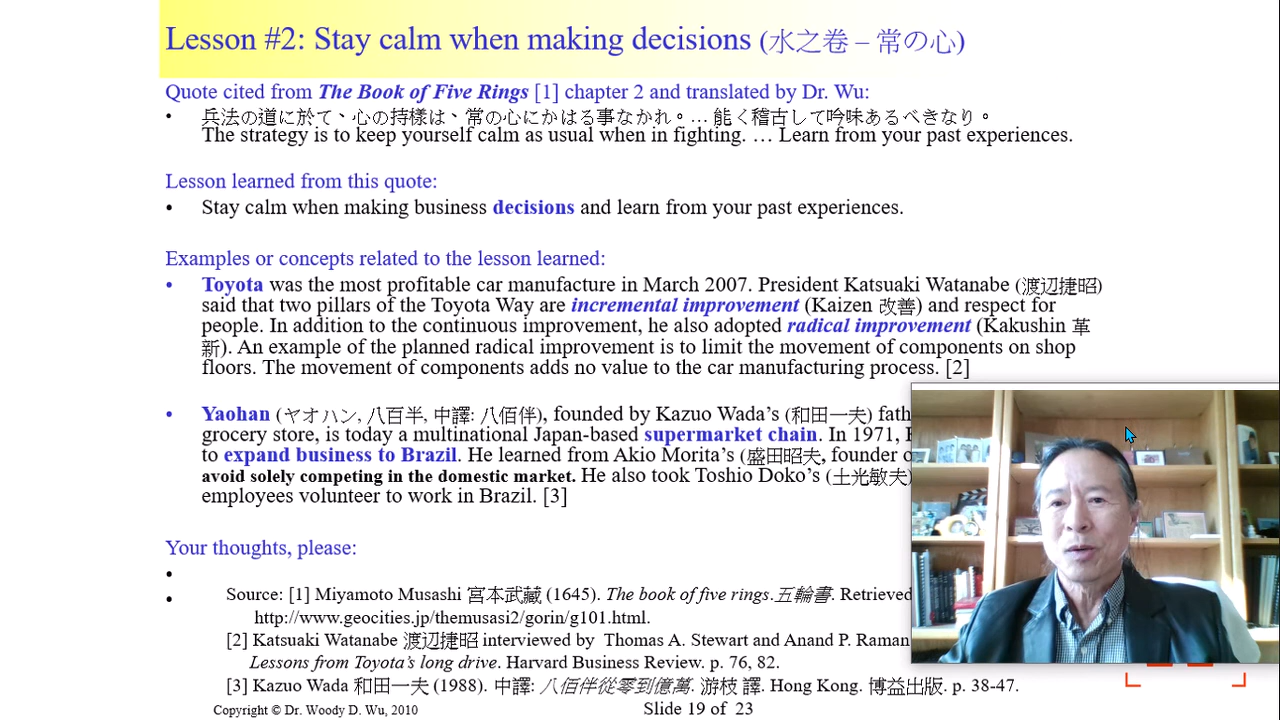 Lesson #2: Stay calm when making decisions (水之卷 – 常の心)
Quote cited from The Book of Five Rings [1] chapter 2 and translated by Dr. Wu:
• 兵法の道に於て、心の持様は、常の心にかはる事なかれ。… 能く稽古して吟味あるべきなり。
The strategy is to keep yourself calm as usual when in fighting. … Learn from your past experiences.
Lesson learned from this quote:
• Stay calm when making business decisions and learn from your past experiences.
Examples or concepts related to the lesson learned:
• Toyota was the most profitable car manufacture in March 2007. President Katsuaki Watanabe (渡辺捷昭)
said that two pillars of the Toyota Way are incremental improvement (Kaizen 改善) and respect for
people. In addition to the continuous improvement, he also adopted radical improvement (Kakushin 革
新). An example of the planned radical improvement is to limit the movement of components on shop
floors. The movement of components adds no value to the car manufacturing process. [2]
• Yaohan (ヤオハン, 八百半, 中譯: 八佰伴), founded by Kazuo Wada’s (和田一夫) fath
grocery store, is today a multinational Japan-based supermarket chain. In 1971,
to expand business to Brazil. He learned from Akio Morita’s (盛田昭夫, founder
avoid solely competing in the domestic market. He also took Toshio Doko’s (土光敏夫)
employees volunteer to work in Brazil. [3]
Your thoughts, please:
•
•
Source: [1] Miyamoto Musashi 宮本武藏 (1645). The book of five rings.五輪書. Retrieved
http://www.geocities.jp/themusasi2/gorin/g101.html.
[2] Katsuaki Watanabe 渡辺捷昭 interviewed by Thomas A. Stewart and Anand P. Raman
Lessons from Toyota’s long drive. Harvard Business Review. p. 76, 82.
[3] Kazuo Wada 和田一夫 (1988). 中譯: 八佰伴從零到億萬. 游枝 譯. Hong Kong. 博益出版. p. 38-47.
Copyright © Dr. Woody D. Wu, 2010
Slide 19 of 23